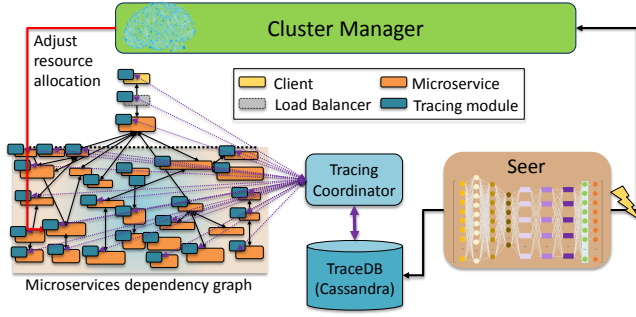 Cluster Manager
Adjust
resource
allocation
Client
Microservice
Load Balancer
Tracing module
Tracing
Coordinator
Seer
TraceDB
(Cassandra)
Microservices dependency graph